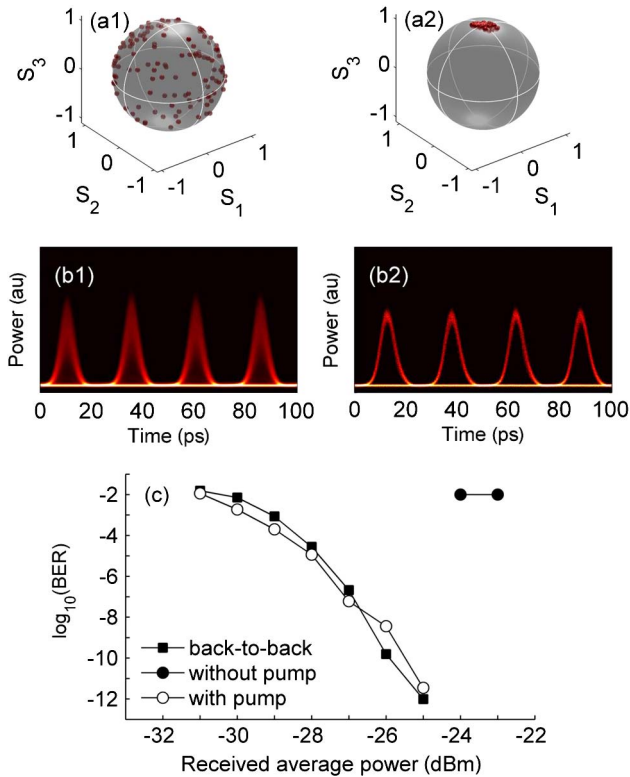 (a1)
(a2)
S3
1
0
-1
1
0
-1
S2
-1
0
1
S1
S3
1
0
-1
1
0
-1
S2
-1
0
1
S1
(b1)
Power (au)
0 20 40 60 80 100
Time (ps)
(b2)
Power (au)
0 20 40 60 80 100
Time (ps)
(c)
log10(BER)
-2
-4
-6
-8
-10
-12
back-to-back
without pump
with pump
-32 -30 -28 -26 -24 -22
Received average power (dBm)